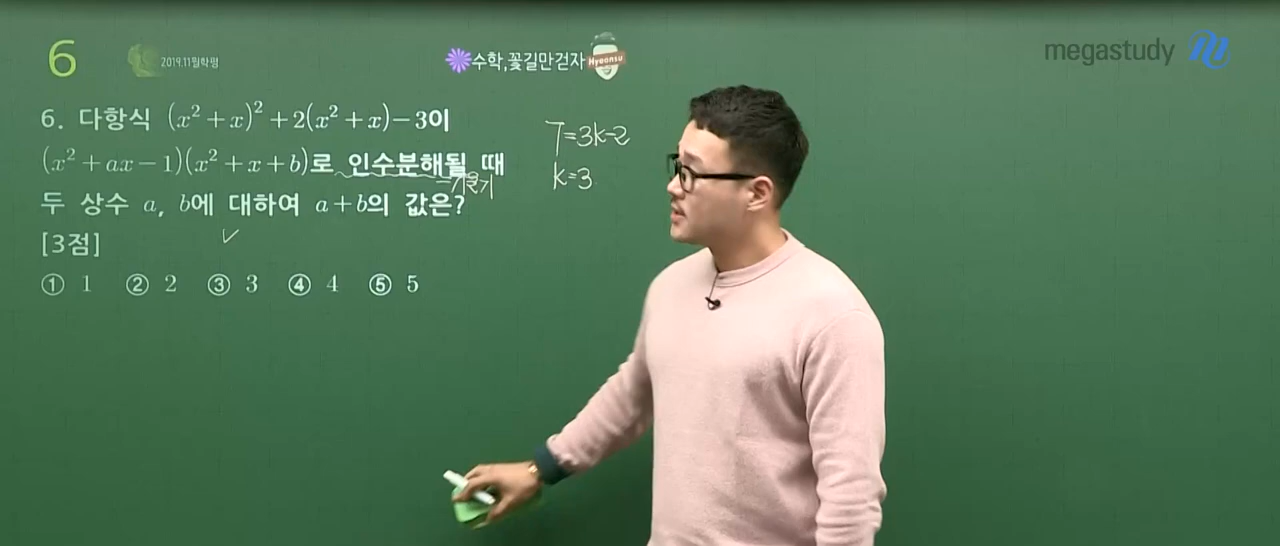 6
2019.11월학평
수학,꽃길만걷자
Hyeonsu
megastudy
6. 다항식 (x²+x)²+2(x²+x)−3이
(x²+ax−1)(x²+x+b)로 인수분해될 때
두 상수 a, b에 대하여 a+b의 값은?
[3점]
① 1 ② 2 ③ 3 ④ 4 ⑤ 5
7=3k-2
k=3